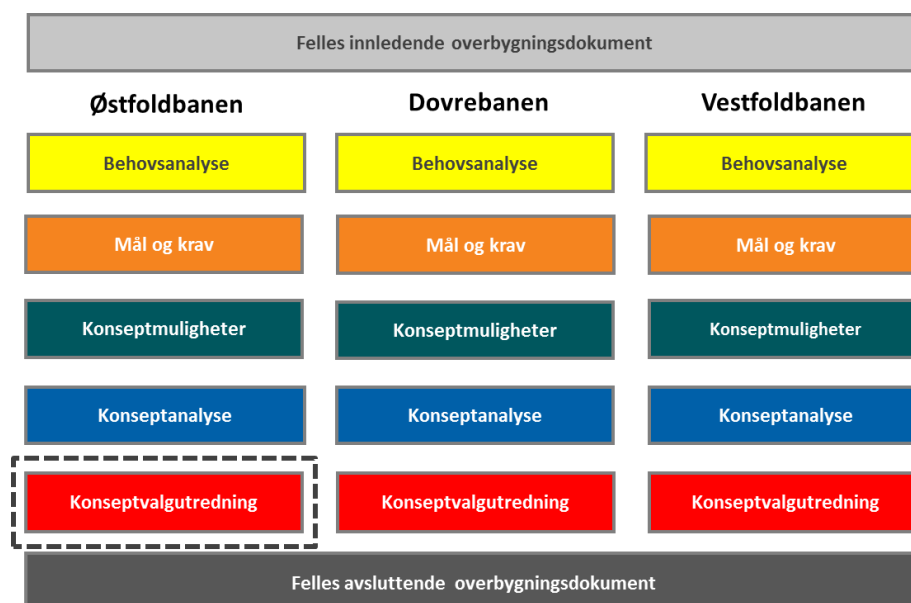 Felles innledende overbygningsdokument
Østfoldbanen Dovrebanen Vestfoldbanen
Behovsanalyse Behovsanalyse Behovsanalyse
Mål og krav Mål og krav Mål og krav
Konseptmuligheter Konseptmuligheter Konseptmuligheter
Konseptanalyse Konseptanalyse Konseptanalyse
Konseptvalgutredning Konseptvalgutredning Konseptvalgutredning
Felles avsluttende overbygningsdokument